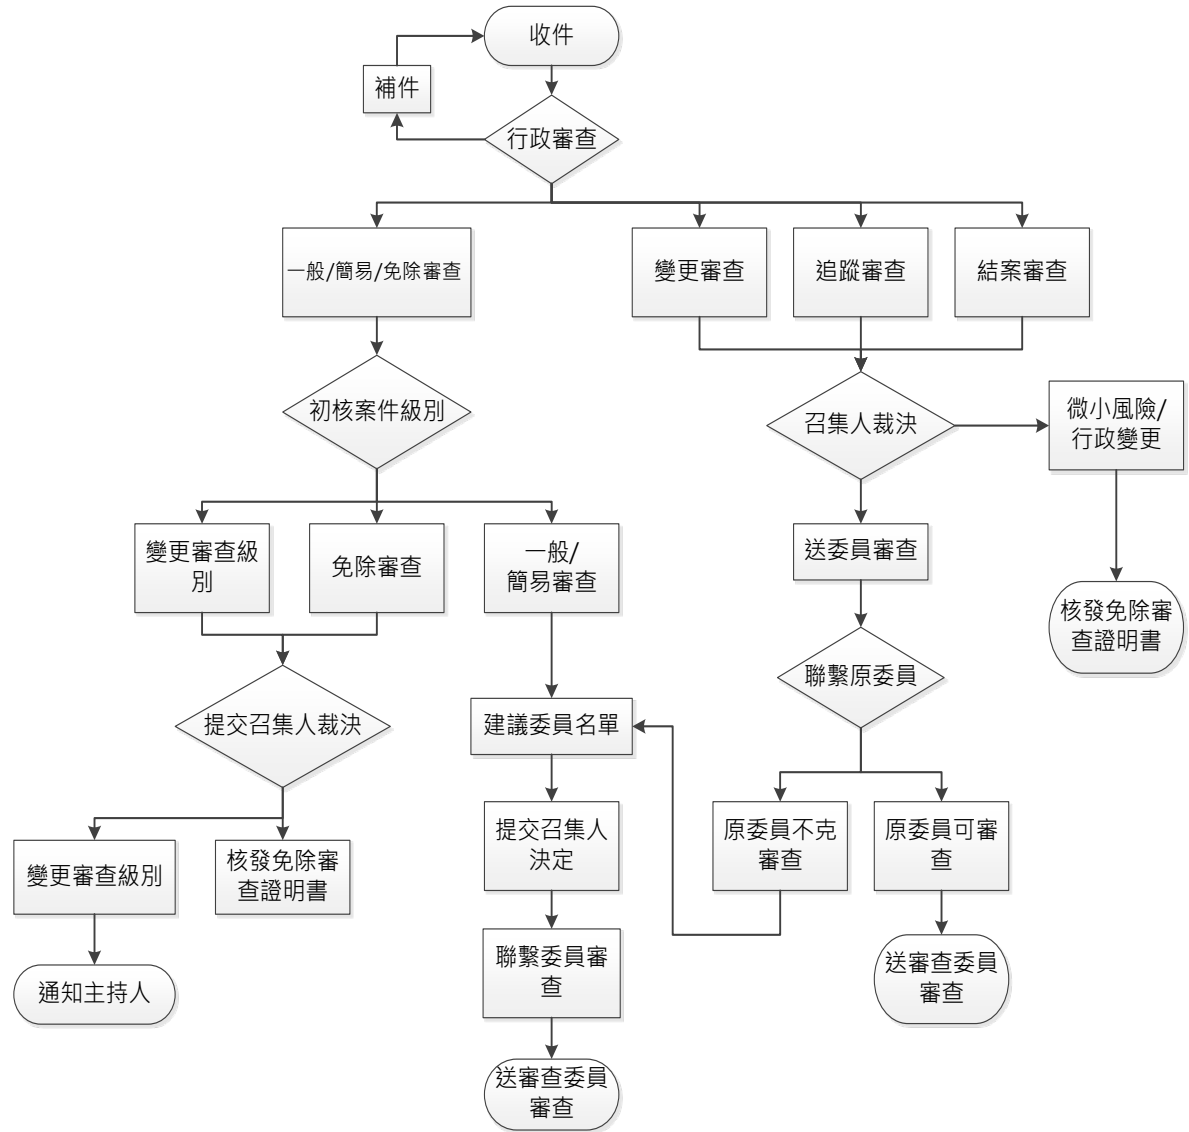 收件
補件
行政審查
一般/簡易/免除審查
變更審查
追蹤審查
結案審查
初核案件級別
召集人裁決
微小風險/
行政變更
變更審查級
別
免除審查
一般/
簡易審查
送委員審查
核發免除審
查證明書
聯繫原委員
提交召集人裁決
建議委員名單
提交召集人
決定
原委員不克
審查
原委員可審
查
變更審查級別
核發免除審
查證明書
聯繫委員審
查
送審查委員
審查
通知主持人
送審查委員
審查